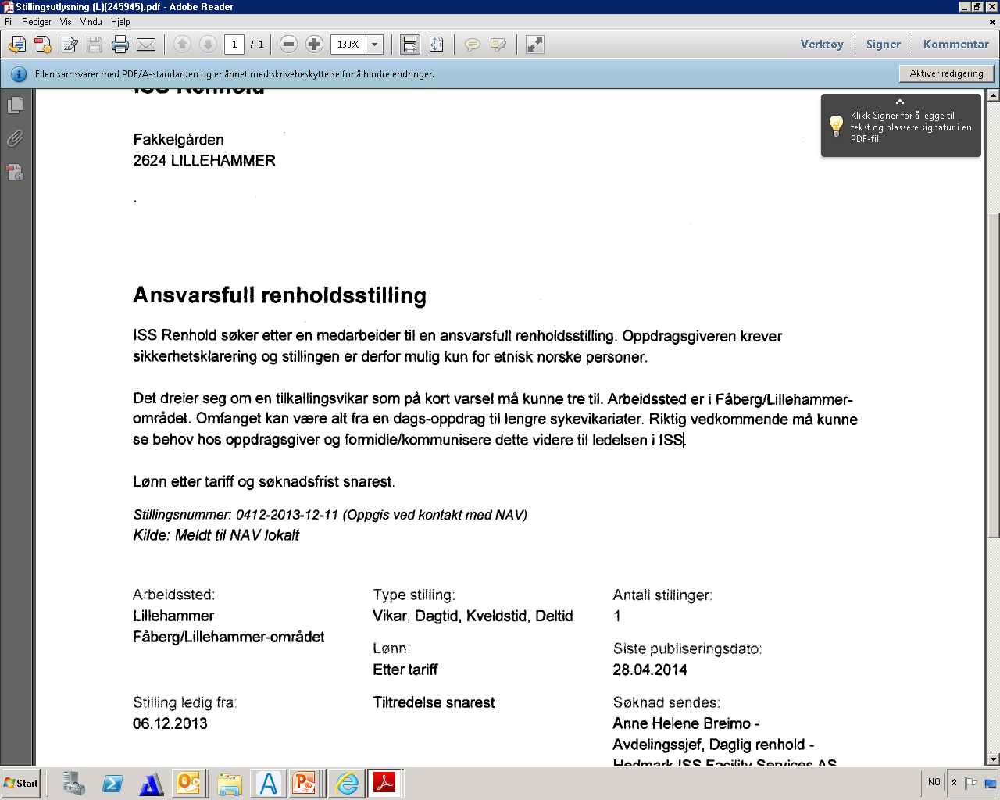 Stillingsutlysning (L)(245945).pdf - Adobe Reader
Fil Rediger Vis Vindu Hjelp
1 / 1 130% Verktøy Signer Kommentar
Filen samsvarer med PDF/A-standarden og er åpnet med skrivebeskyttelse for å hindre endringer. Aktiver redigering
ISS Renhold
Klikk Signer for å legge til
tekst og plassere signatur i en
PDF-fil.
Fakkelgården
2624 LILLEHAMMER
Ansvarsfull renholdsstilling
ISS Renhold søker etter en medarbeider til en ansvarsfull renholdsstilling. Oppdragsgiveren krever
sikkerhetsklarering og stillingen er derfor mulig kun for etnisk norske personer.
Det dreier seg om en tilkallingsvikar som på kort varsel må kunne tre til. Arbeidssted er i Fåberg/Lillehammer-
området. Omfanget kan være alt fra en dags-oppdrag til lengre sykevikariater. Riktig vedkommende må kunne
se behov hos oppdragsgiver og formidle/kommunisere dette videre til ledelsen i ISS.
Lønn etter tariff og søknadsfrist snarest.
Stillingsnummer: 0412-2013-12-11 (Oppgis ved kontakt med NAV)
Kilde: Meldt til NAV lokalt
Arbeidssted: Type stilling: Antall stillinger:
Lillehammer Vikar, Dagtid, Kveldstid, Deltid 1
Fåberg/Lillehammer-området
Lønn: Siste publiseringsdato:
Etter tariff 28.04.2014
Stilling ledig fra: Tiltredelse snarest Søknad sendes:
06.12.2013 Anne Helene Breimo -
Avdelingssjef, Daglig renhold -
Hedmark ISS Facility Services AS
Start NO